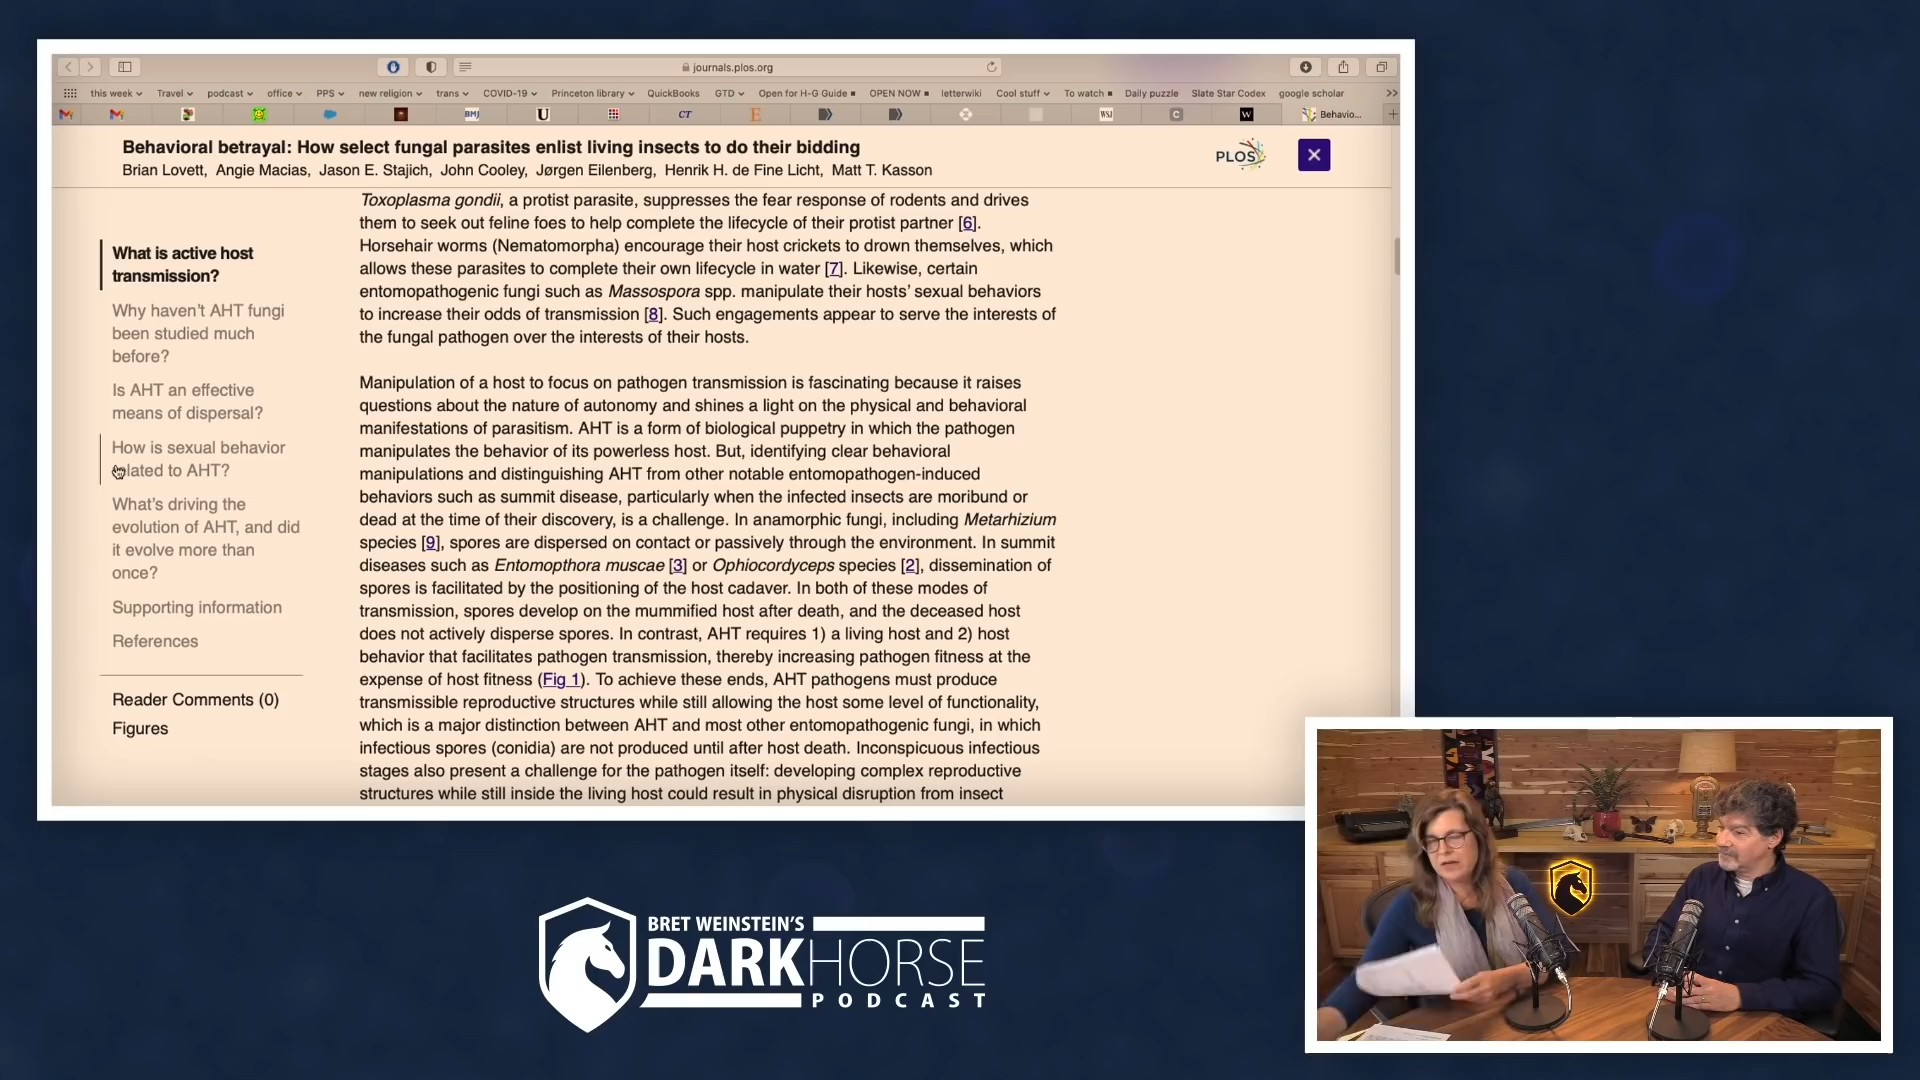 journals.plos.org
this week
Travel
podcast
office
PPS
new religion
trans
COVID-19
Princeton library
QuickBooks
GTD
Open for H-G Guide
OPEN NOW
letterwiki
Cool stuff
To watch
Daily puzzle
Slate Star Codex
google scholar
BMJ
U
CT
E
WSJ
C
W
Behavio...
Behavioral betrayal: How select fungal parasites enlist living insects to do their bidding
Brian Lovett, Angie Macias, Jason E. Stajich, John Cooley, Jørgen Eilenberg, Henrik H. de Fine Licht, Matt T. Kasson
PLOS
What is active host
transmission?
Why haven't AHT fungi
been studied much
before?
Is AHT an effective
means of dispersal?
How is sexual behavior
related to AHT?
What's driving the
evolution of AHT, and did
it evolve more than
once?
Supporting information
References
Reader Comments (0)
Figures
Toxoplasma gondii, a protist parasite, suppresses the fear response of rodents and drives
them to seek out feline foes to help complete the lifecycle of their protist partner [6].
Horsehair worms (Nematomorpha) encourage their host crickets to drown themselves, which
allows these parasites to complete their own lifecycle in water [7]. Likewise, certain
entomopathogenic fungi such as Massospora spp. manipulate their hosts' sexual behaviors
to increase their odds of transmission [8]. Such engagements appear to serve the interests of
the fungal pathogen over the interests of their hosts.
Manipulation of a host to focus on pathogen transmission is fascinating because it raises
questions about the nature of autonomy and shines a light on the physical and behavioral
manifestations of parasitism. AHT is a form of biological puppetry in which the pathogen
manipulates the behavior of its powerless host. But, identifying clear behavioral
manipulations and distinguishing AHT from other notable entomopathogen-induced
behaviors such as summit disease, particularly when the infected insects are moribund or
dead at the time of their discovery, is a challenge. In anamorphic fungi, including Metarhizium
species [9], spores are dispersed on contact or passively through the environment. In summit
diseases such as Entomopthora muscae [3] or Ophiocordyceps species [2], dissemination of
spores is facilitated by the positioning of the host cadaver. In both of these modes of
transmission, spores develop on the mummified host after death, and the deceased host
does not actively disperse spores. In contrast, AHT requires 1) a living host and 2) host
behavior that facilitates pathogen transmission, thereby increasing pathogen fitness at the
expense of host fitness (Fig 1). To achieve these ends, AHT pathogens must produce
transmissible reproductive structures while still allowing the host some level of functionality,
which is a major distinction between AHT and most other entomopathogenic fungi, in which
infectious spores (conidia) are not produced until after host death. Inconspicuous infectious
stages also present a challenge for the pathogen itself: developing complex reproductive
structures while still inside the living host could result in physical disruption from insect
BRET WEINSTEIN'S
DARKHORSE
PODCAST